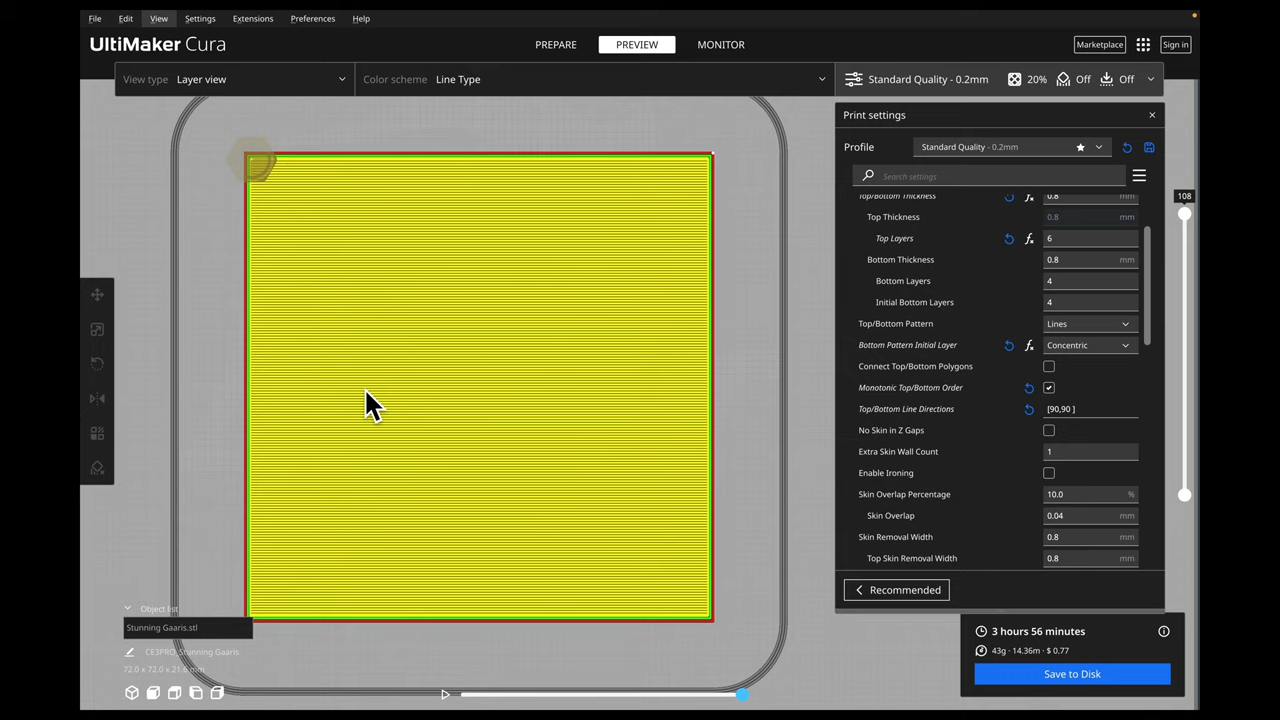 File Edit View Settings Extensions Preferences Help
UltiMaker Cura PREPARE PREVIEW MONITOR Marketplace Sign in
View type Layer view Color scheme Line Type Standard Quality - 0.2mm 20% Off Off
Print settings
Profile Standard Quality - 0.2mm
Search settings
108
Top/Bottom Thickness 0.8 mm
Top Thickness 0.8 mm
Top Layers 6
Bottom Thickness 0.8 mm
Bottom Layers 4
Initial Bottom Layers 4
Top/Bottom Pattern Lines
Bottom Pattern Initial Layer Concentric
Connect Top/Bottom Polygons
Monotonic Top/Bottom Order
Top/Bottom Line Directions [90,90 ]
No Skin in Z Gaps
Extra Skin Wall Count 1
Enable Ironing
Skin Overlap Percentage 10.0 %
Skin Overlap 0.04 mm
Skin Removal Width 0.8 mm
Top Skin Removal Width 0.8 mm
Recommended
Object list
Stunning Gaaris.stl
CE3PRO_Stunning Gaaris
72.0 x 72.0 x 21.6 mm
3 hours 56 minutes
43g · 14.36m · $ 0.77
Save to Disk